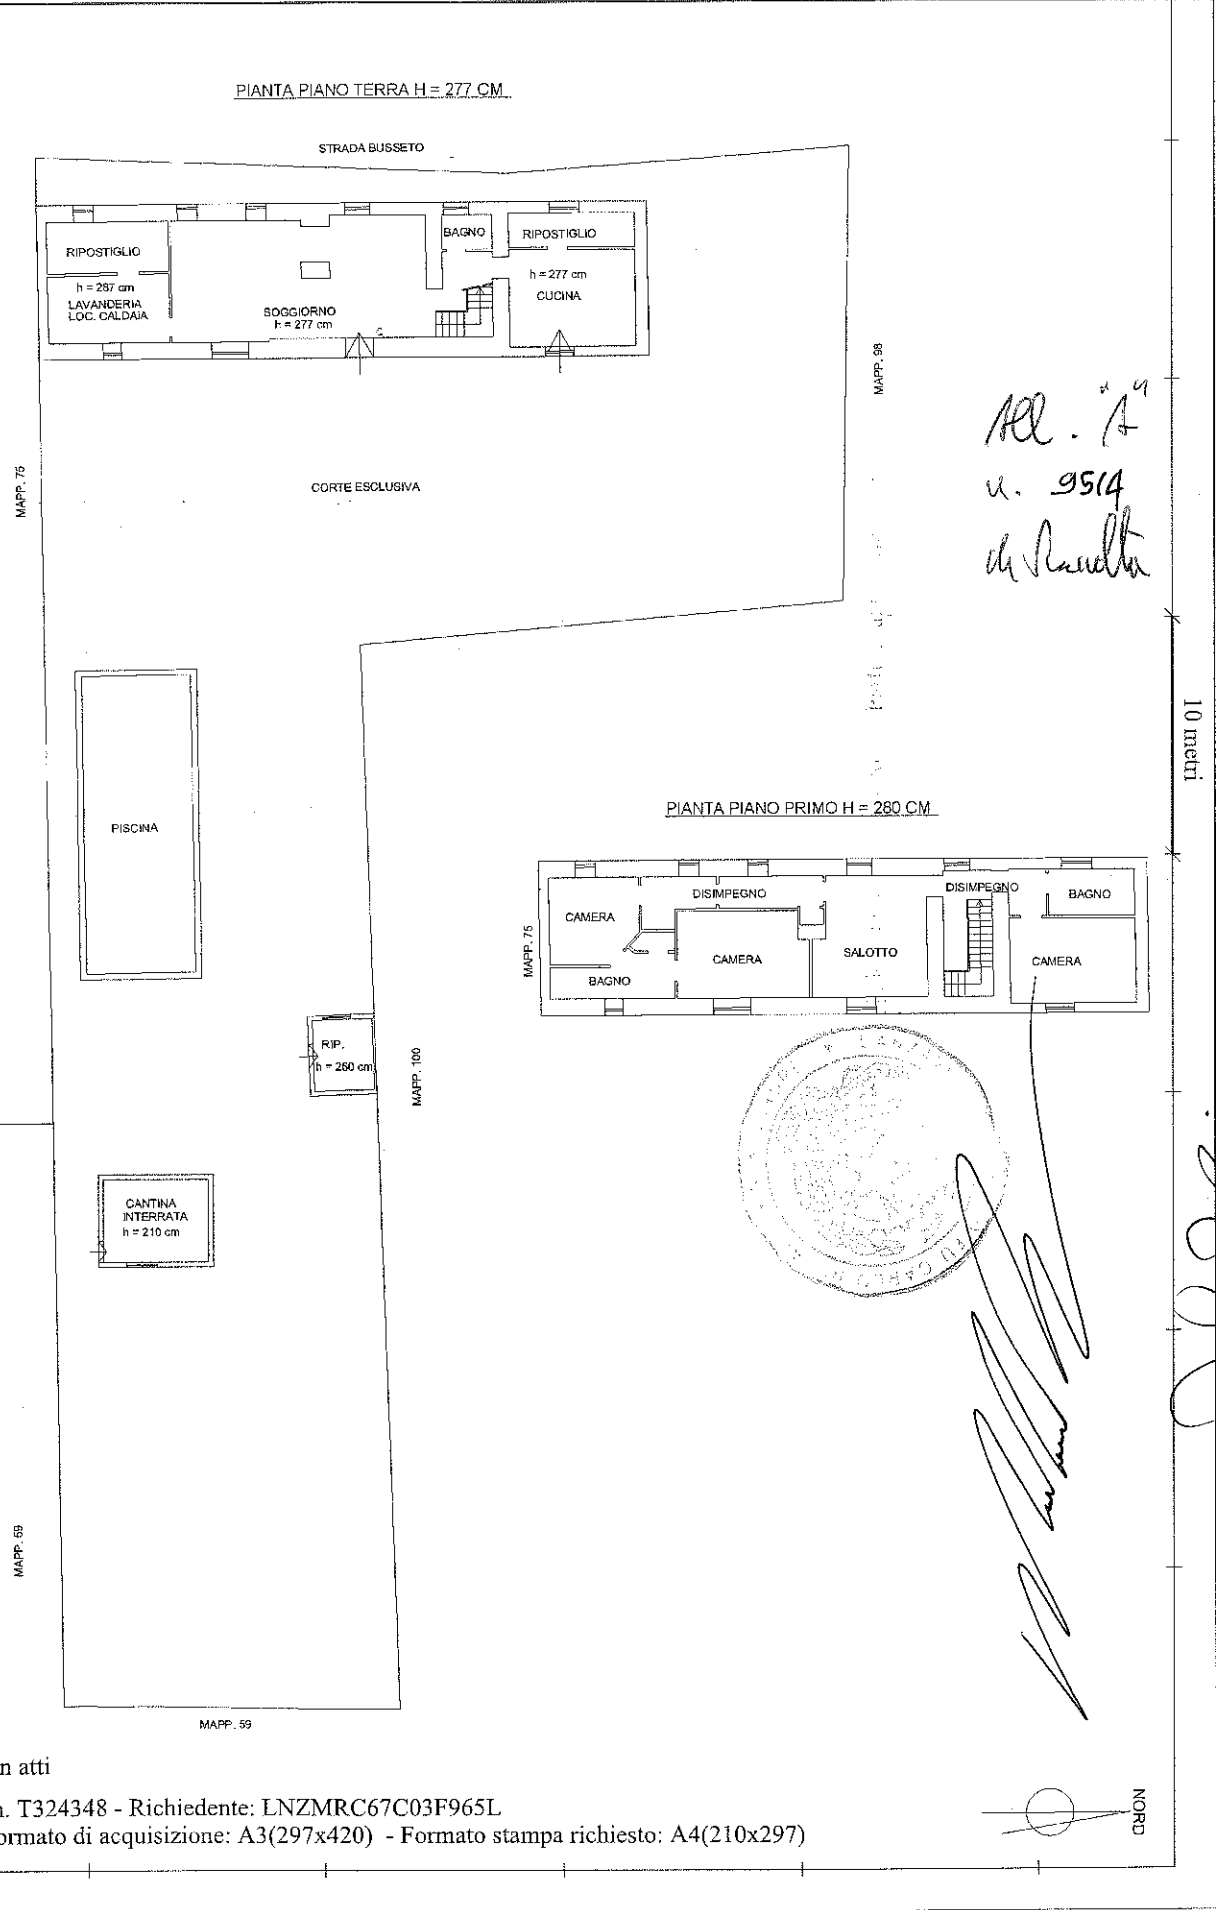 PIANTA PIANO TERRA H = 277 CM
STRADA BUSSETO
RIPOSTIGLIO
h = 287 cm
LAVANDERIA
LOC. CALDAIA
SOGGIORNO
h = 277 cm
BAGNO
RIPOSTIGLIO
h = 277 cm
CUCINA
MAPP. 98
All. "A"
n. 9514
di Raccolta
MAPP. 75
CORTE ESCLUSIVA
10 metri
PISCINA
PIANTA PIANO PRIMO H = 280 CM
MAPP. 75
CAMERA
DISIMPEGNO
BAGNO
CAMERA
SALOTTO
DISIMPEGNO
BAGNO
CAMERA
RIP.
h = 260 cm
MAPP. 100
CANTINA
INTERRATA
h = 210 cm
MAPP. 69
MAPP. 59
n atti
n. T324348 - Richiedente: LNZMRC67C03F965L
ormato di acquisizione: A3(297x420) - Formato stampa richiesto: A4(210x297)
NORD